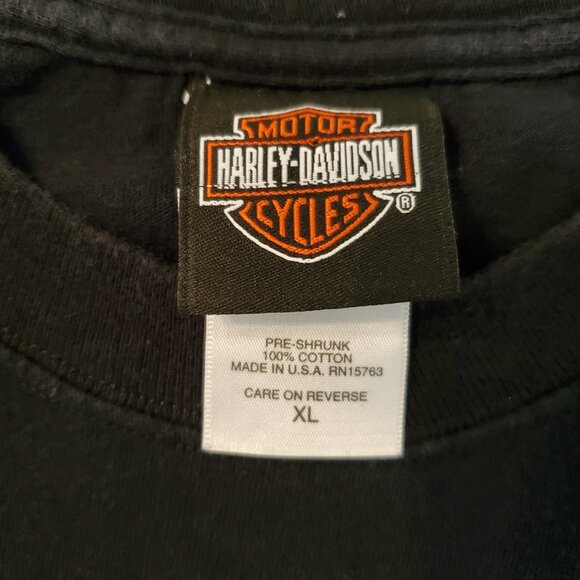 MOTOR
HARLEY-DAVIDSON
CYCLES
®
PRE-SHRUNK
100% COTTON
MADE IN U.S.A. RN15763
CARE ON REVERSE
XL